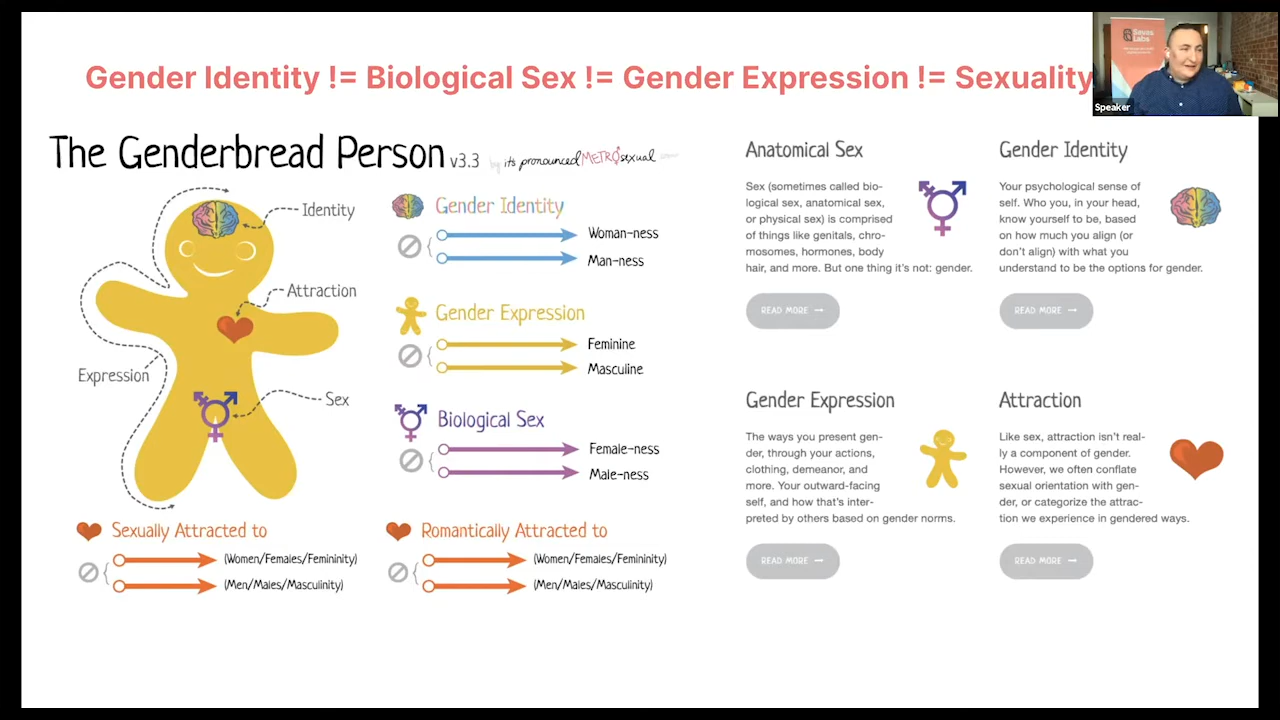 Gender Identity != Biological Sex != Gender Expression != Sexuality
Savas
Labs
Speaker
The Genderbread Person v3.3
by it's pronounced METROsexual .com
Identity
Attraction
Expression
Sex
Gender Identity
Woman-ness
Man-ness
Gender Expression
Feminine
Masculine
Biological Sex
Female-ness
Male-ness
Sexually Attracted to
(Women/Females/Femininity)
(Men/Males/Masculinity)
Romantically Attracted to
(Women/Females/Femininity)
(Men/Males/Masculinity)
Anatomical Sex
Sex (sometimes called bio-
logical sex, anatomical sex,
or physical sex) is comprised
of things like genitals, chro-
mosomes, hormones, body
hair, and more. But one thing it's not: gender.
READ MORE →
Gender Identity
Your psychological sense of
self. Who you, in your head,
know yourself to be, based
on how much you align (or
don't align) with what you
understand to be the options for gender.
READ MORE →
Gender Expression
The ways you present gen-
der, through your actions,
clothing, demeanor, and
more. Your outward-facing
self, and how that's inter-
preted by others based on gender norms.
READ MORE →
Attraction
Like sex, attraction isn't real-
ly a component of gender.
However, we often conflate
sexual orientation with gen-
der, or categorize the attrac-
tion we experience in gendered ways.
READ MORE →